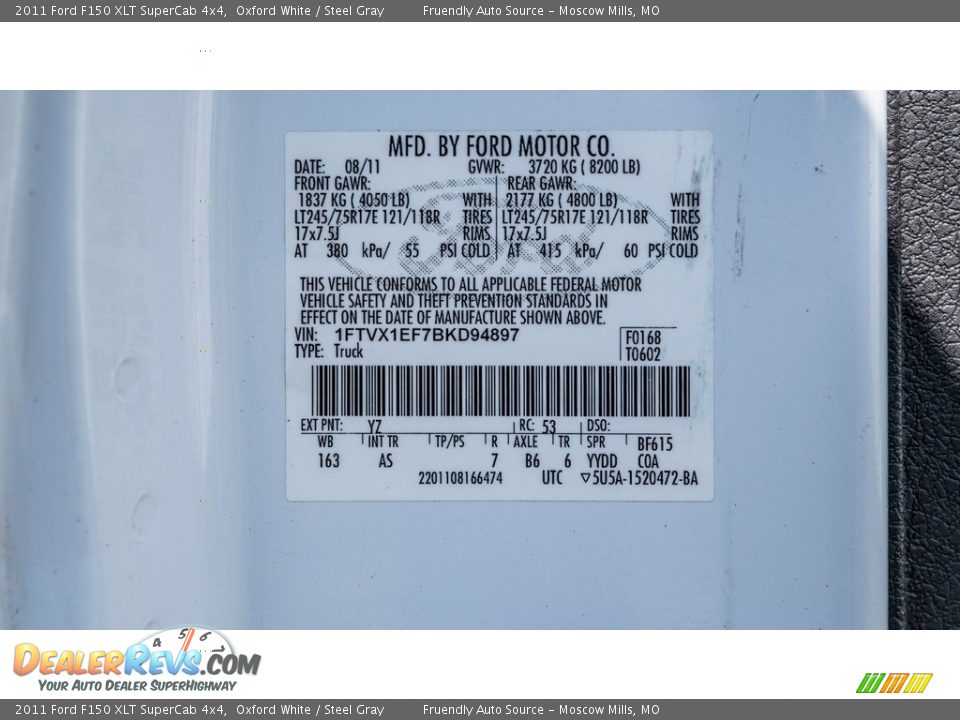 2011 Ford F150 XLT SuperCab 4x4,  Oxford White / Steel Gray  Fruendly Auto Source - Moscow Mills, MO
MFD. BY FORD MOTOR CO.
DATE: 08/11 GVWR: 3720 KG ( 8200 LB)
FRONT GAWR: REAR GAWR:
1837 KG ( 4050 LB) WITH 2177 KG ( 4800 LB) WITH
LT245/75R17E 121/118R TIRES LT245/75R17E 121/118R TIRES
17x7.5J RIMS 17x7.5J RIMS
AT 380 kPa/ 55 PSI COLD AT 415 kPa/ 60 PSI COLD
THIS VEHICLE CONFORMS TO ALL APPLICABLE FEDERAL MOTOR
VEHICLE SAFETY AND THEFT PREVENTION STANDARDS IN
EFFECT ON THE DATE OF MANUFACTURE SHOWN ABOVE.
VIN: 1FTVX1EF7BKD94897 F0168
TYPE: Truck T0602
EXT PNT: YZ RC: 53 DSO:
WB INT TR TP/PS R AXLE TR SPR BF615
163 AS 7 B6 6 YYDD COA
2201108166474 UTC ▽5U5A-1520472-BA
4 5 6 7
DEALERREVS.COM
YOUR AUTO DEALER SUPERHIGHWAY
2011 Ford F150 XLT SuperCab 4x4,  Oxford White / Steel Gray  Fruendly Auto Source - Moscow Mills, MO